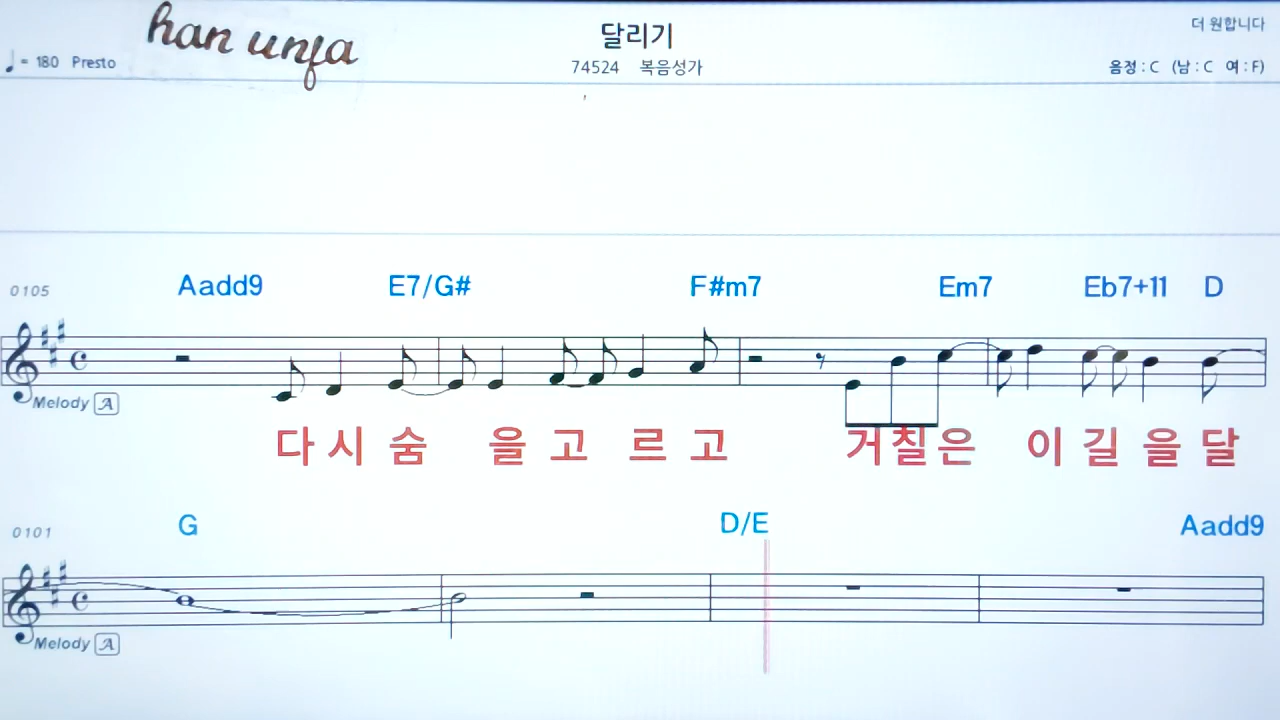 han unfa
달리기
더 원합니다
♩= 180 Presto
74524 복음성가
음정 : C (남 : C 여 : F)
0105
Aadd9 E7/G# F#m7 Em7 Eb7+11 D
Melody A
다시 숨 을 고 르 고 거칠은 이 길 을 달
0101
G D/E Aadd9
Melody A